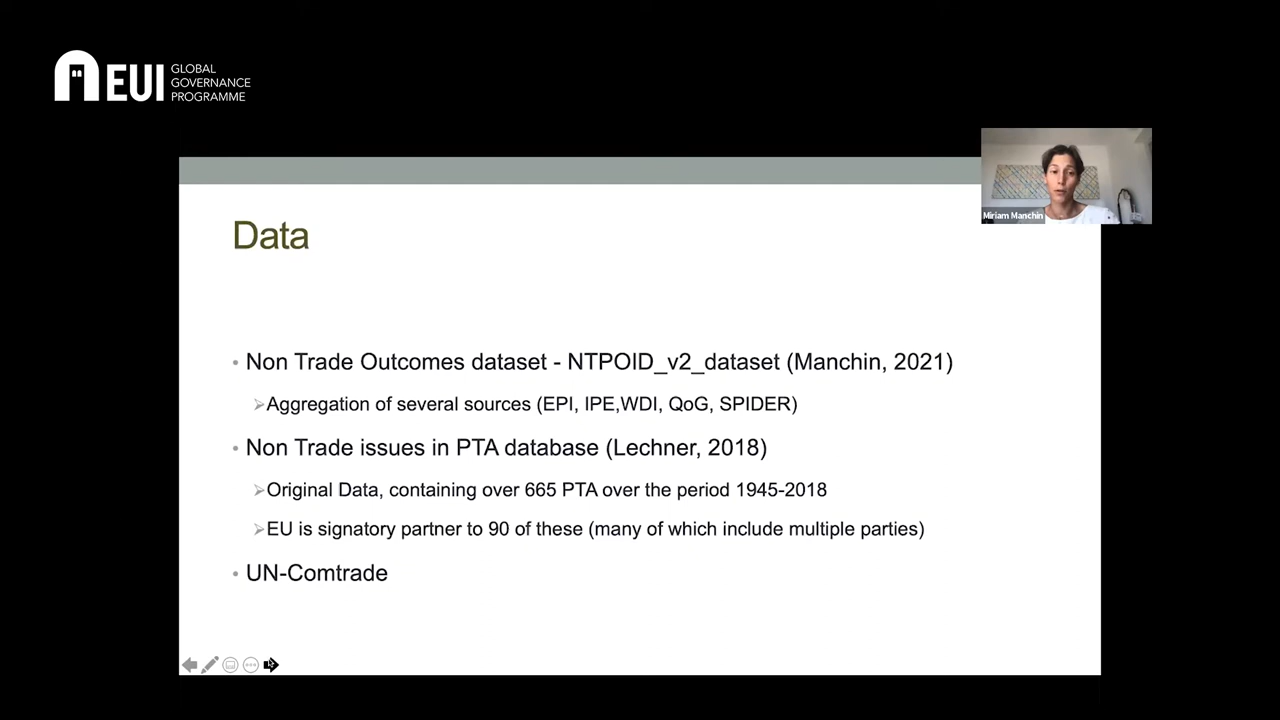 EUI
GLOBAL
GOVERNANCE
PROGRAMME
Miriam Manchin
Data
Non Trade Outcomes dataset - NTPOID_v2_dataset (Manchin, 2021)
Aggregation of several sources (EPI, IPE,WDI, QoG, SPIDER)
Non Trade issues in PTA database (Lechner, 2018)
Original Data, containing over 665 PTA over the period 1945-2018
EU is signatory partner to 90 of these (many of which include multiple parties)
UN-Comtrade